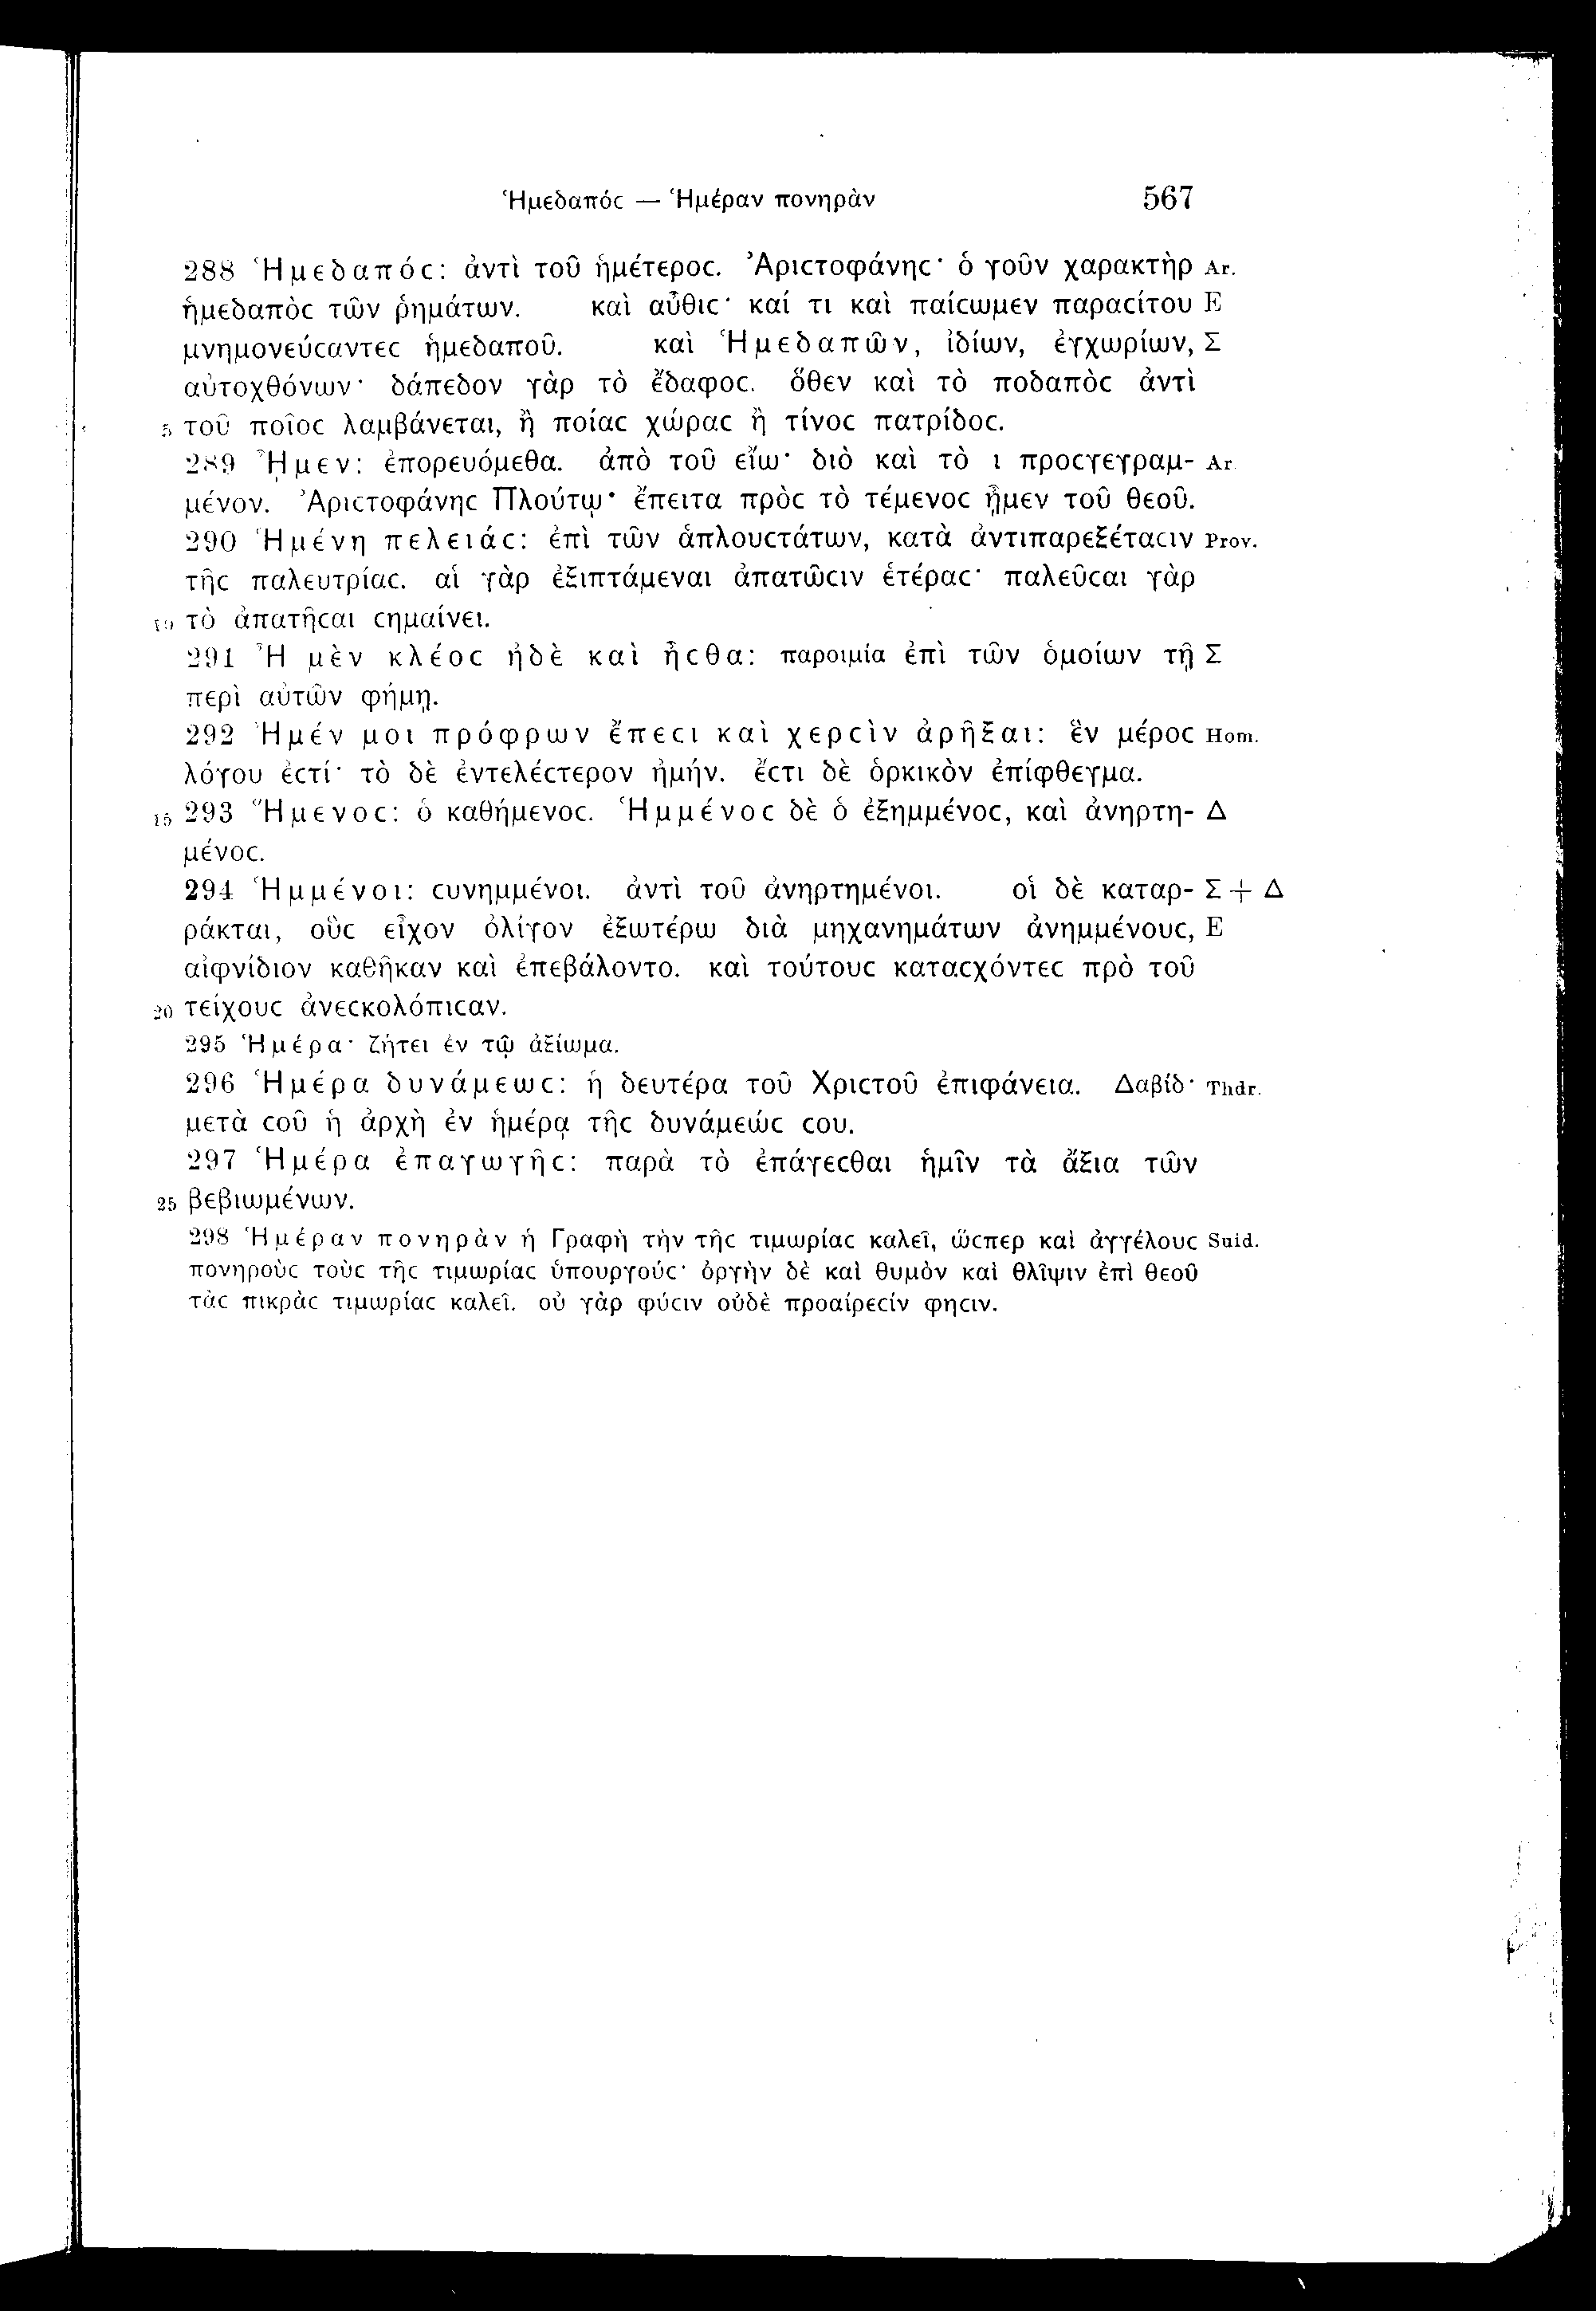 Ἡμεδαπόϲ — Ἡμέραν πονηρὰν 567
288 Ἡμεδαπόϲ: ἀντὶ τοῦ ἡμέτεροϲ. Ἀριϲτοφάνηϲ· ὁ γοῦν χαρακτὴρ Ar.
ἡμεδαπὸϲ τῶν ῥημάτων. καὶ αὖθιϲ· καί τι καὶ παίϲωμεν παραϲίτου E
μνημονεύϲαντεϲ ἡμεδαποῦ. καὶ Ἡμεδαπῶν, ἰδίων, ἐγχωρίων, Σ
αὐτοχθόνων· δάπεδον γὰρ τὸ ἔδαφοϲ. ὅθεν καὶ τὸ ποδαπὸϲ ἀντὶ
5 τοῦ ποῖοϲ λαμβάνεται, ἢ ποίαϲ χώραϲ ἢ τίνοϲ πατρίδοϲ.
289 ᾞμεν: ἐπορευόμεθα. ἀπὸ τοῦ εἴω· διὸ καὶ τὸ ι προϲγεγραμ- Ar
μένον. Ἀριϲτοφάνηϲ Πλούτῳ· ἔπειτα πρὸϲ τὸ τέμενοϲ ᾖμεν τοῦ θεοῦ.
290 Ἡμένη πελειάϲ: ἐπὶ τῶν ἁπλουϲτάτων, κατὰ ἀντιπαρεξέταϲιν Prov.
τῆϲ παλευτρίαϲ. αἱ γὰρ ἐξιπτάμεναι ἀπατῶϲιν ἑτέραϲ· παλεῦϲαι γὰρ
10 τὸ ἀπατῆϲαι ϲημαίνει.
291 Ἦ μὲν κλέοϲ ἠδὲ καὶ ἦϲθα: παροιμία ἐπὶ τῶν ὁμοίων τῇ Σ
περὶ αὐτῶν φήμῃ.
292 Ἠμέν μοι πρόφρων ἔπεϲι καὶ χερϲὶν ἀρῆξαι: ἓν μέροϲ Hom.
λόγου ἐϲτί· τὸ δὲ ἐντελέϲτερον ἠμήν. ἔϲτι δὲ ὁρκικὸν ἐπίφθεγμα.
15 293 Ἥμενοϲ: ὁ καθήμενοϲ. Ἡμμένοϲ δὲ ὁ ἐξημμένοϲ, καὶ ἀνηρτη- Δ
μένοϲ.
294 Ἡμμένοι: ϲυνημμένοι. ἀντὶ τοῦ ἀνηρτημένοι. οἱ δὲ καταρ- Σ + Δ
ράκται, οὓϲ εἶχον ὀλίγον ἐξωτέρω διὰ μηχανημάτων ἀνημμένουϲ, E
αἰφνίδιον καθῆκαν καὶ ἐπεβάλοντο. καὶ τούτουϲ καταϲχόντεϲ πρὸ τοῦ
20 τείχουϲ ἀνεϲκολόπιϲαν.
295 Ἡμέρα· ζήτει ἐν τῷ ἀξίωμα.
296 Ἡμέρα δυνάμεωϲ: ἡ δευτέρα τοῦ Χριϲτοῦ ἐπιφάνεια. Δαβίδ· Thdr.
μετὰ ϲοῦ ἡ ἀρχὴ ἐν ἡμέρᾳ τῆϲ δυνάμεώϲ ϲου.
297 Ἡμέρα ἐπαγωγῆϲ: παρὰ τὸ ἐπάγεϲθαι ἡμῖν τὰ ἄξια τῶν
25 βεβιωμένων.
298 Ἡμέραν πονηρὰν ἡ Γραφὴ τὴν τῆϲ τιμωρίαϲ καλεῖ, ὥϲπερ καὶ ἀγγέλουϲ Suid.
πονηροὺϲ τοὺϲ τῆϲ τιμωρίαϲ ὑπουργούϲ· ὀργὴν δὲ καὶ θυμὸν καὶ θλῖψιν ἐπὶ θεοῦ
τὰϲ πικρὰϲ τιμωρίαϲ καλεῖ. οὐ γὰρ φύϲιν οὐδὲ προαίρεϲίν φηϲιν.